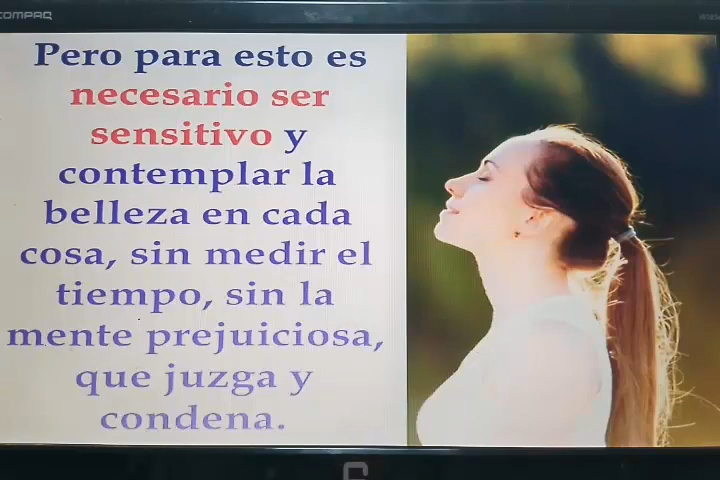 COMPAQ
Pero para esto es
necesario ser
sensitivo y
contemplar la
belleza en cada
cosa, sin medir el
tiempo, sin la
mente prejuiciosa,
que juzga y
condena.